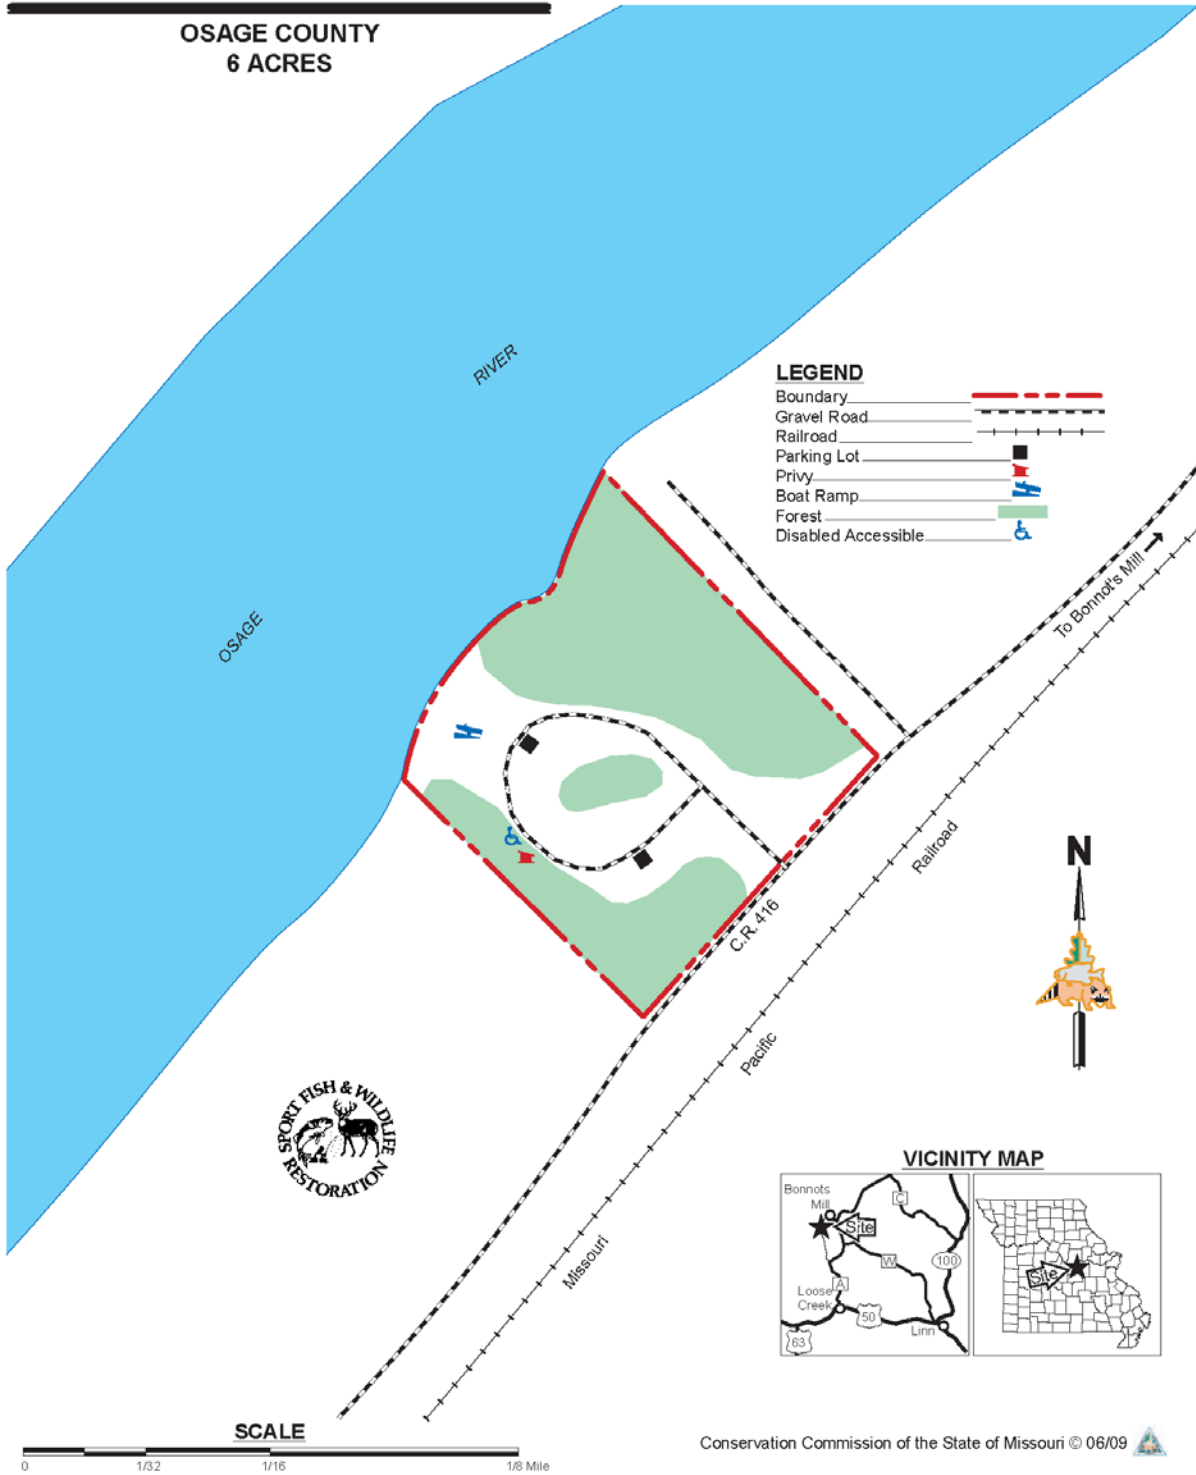 OSAGE COUNTY
6 ACRES
RIVER
OSAGE
LEGEND
Boundary
Gravel Road
Railroad
Parking Lot
Privy
Boat Ramp
Forest
Disabled Accessible
To Bonnot's Mill
Railroad
C.R. 416
Pacific
Missouri
N
SPORT FISH & WILDLIFE
RESTORATION
VICINITY MAP
Bonnots
Mill
C
Site
W
100
A
Loose
Creek
50
Linn
63
Site
SCALE
0 1/32 1/16 1/8 Mile
Conservation Commission of the State of Missouri © 06/09